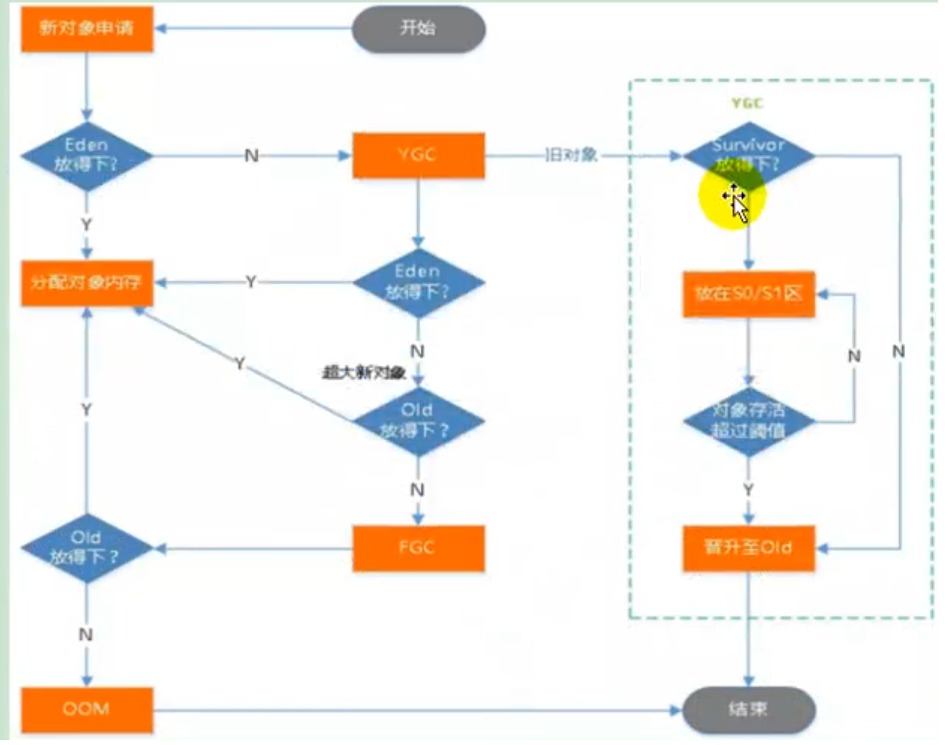 新对象申请
开始
YGC
Eden
放得下?
N
YGC
旧对象
Survivor
放得下?
Y
分配对象内存
Y
Eden
放得下?
放在S0/S1区
N
N
N
Y
超大新对象
Old
放得下?
对象存活
超过阈值
Y
N
Y
Old
放得下?
FGC
晋升至Old
N
OOM
结束